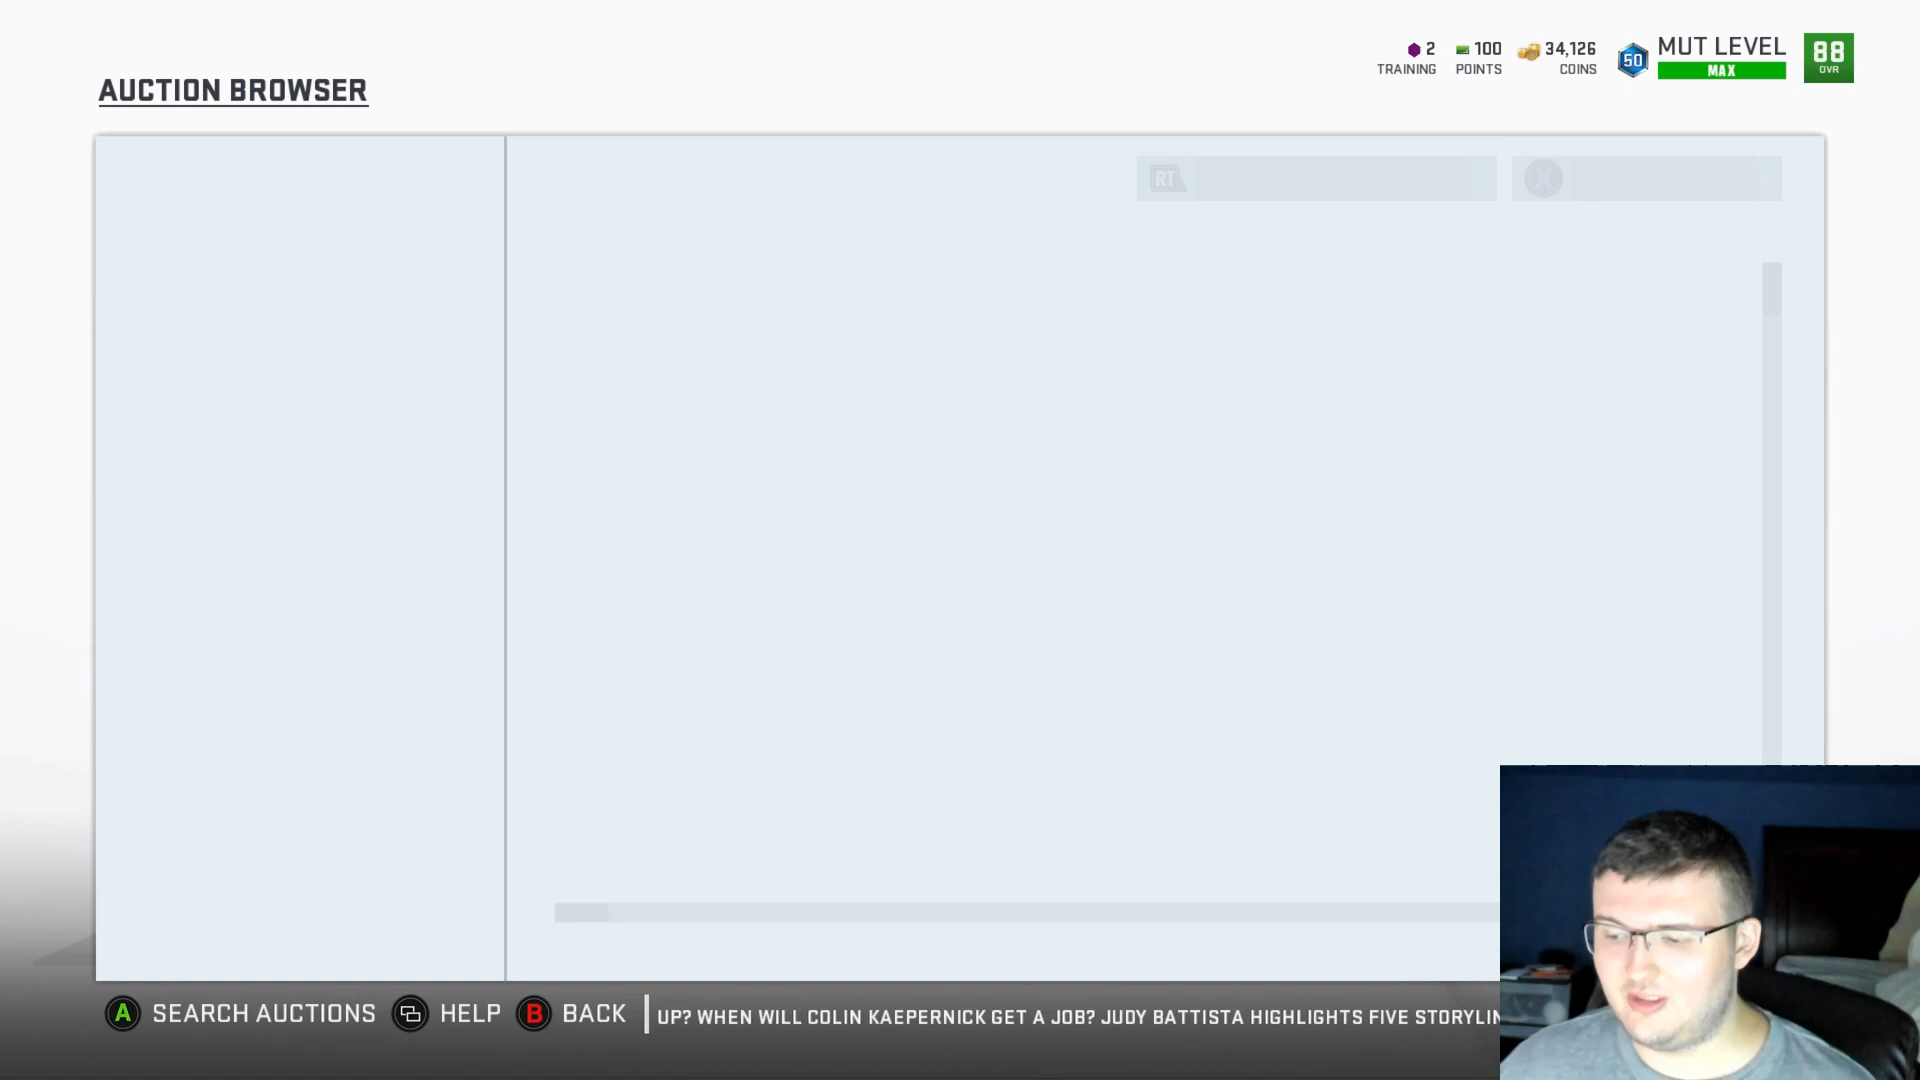 2
TRAINING
100
POINTS
34,126
COINS
50
MUT LEVEL
MAX
88
OVR
AUCTION BROWSER
RT
X
A SEARCH AUCTIONS
HELP
B BACK
UP? WHEN WILL COLIN KAEPERNICK GET A JOB? JUDY BATTISTA HIGHLIGHTS FIVE STORYLIN